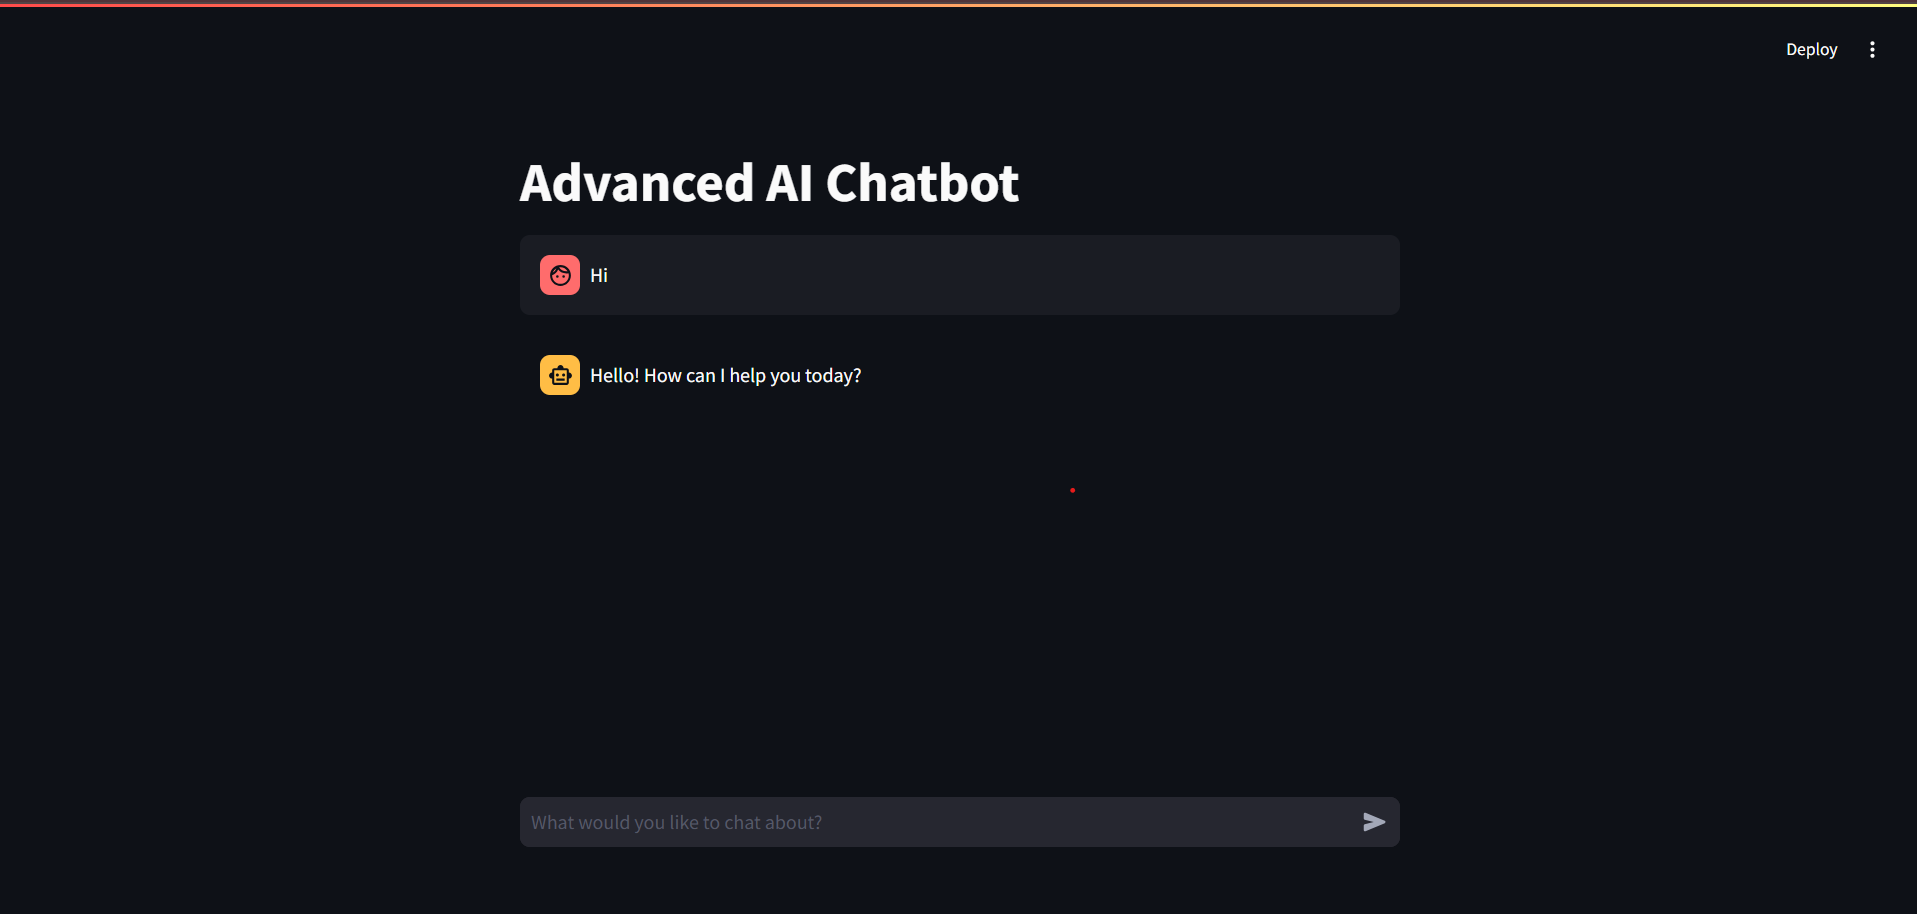 Deploy
Advanced AI Chatbot
Hi
Hello! How can I help you today?
What would you like to chat about?